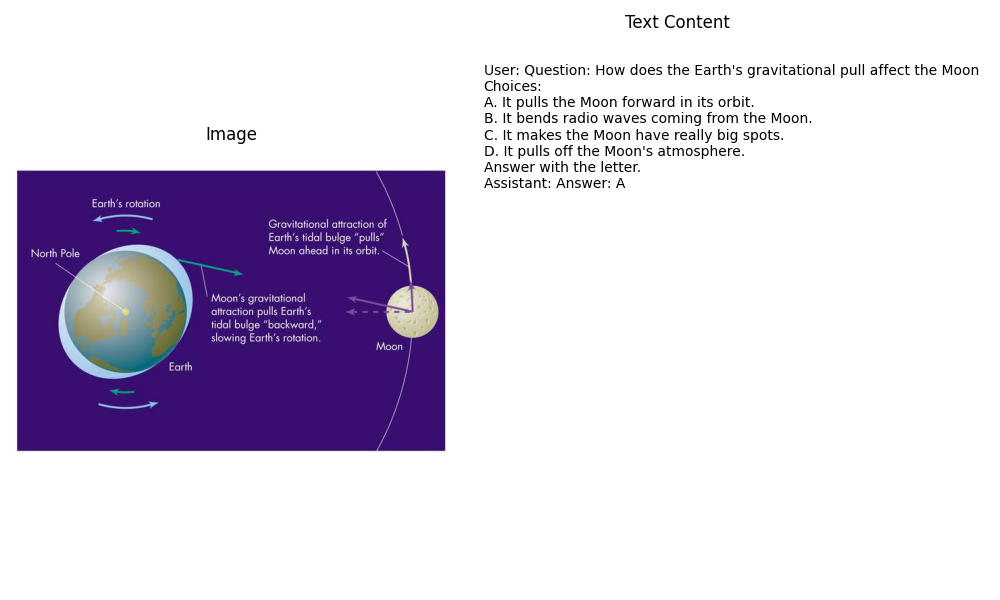 Text Content
User: Question: How does the Earth's gravitational pull affect the Moon
Choices:
A. It pulls the Moon forward in its orbit.
B. It bends radio waves coming from the Moon.
C. It makes the Moon have really big spots.
D. It pulls off the Moon's atmosphere.
Answer with the letter.
Assistant: Answer: A
Image
Earth's rotation
North Pole
Gravitational attraction of
Earth's tidal bulge “pulls”
Moon ahead in its orbit.
Moon's gravitational
attraction pulls Earth's
tidal bulge “backward,”
slowing Earth's rotation.
Moon
Earth